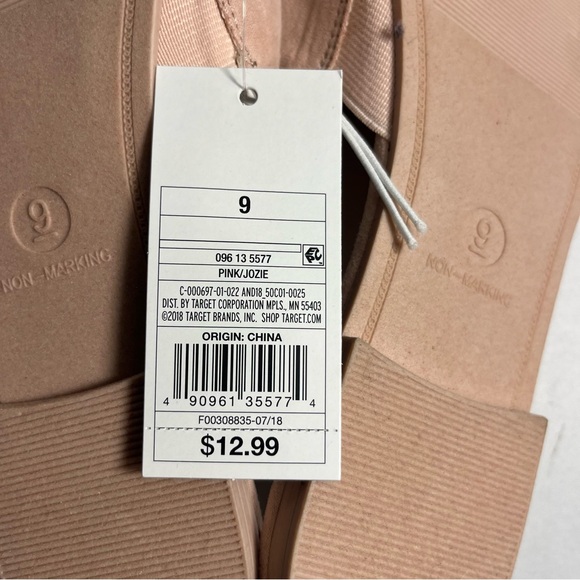 9
096 13 5577
PINK/JOZIE
C-000697-01-022 AND18_50C01-0025
DIST. BY TARGET CORPORATION MPLS., MN 55403
©2018 TARGET BRANDS, INC. SHOP TARGET.COM
ORIGIN: CHINA
4 90961 35577 4
F00308835-07/18
$12.99
9
NON-MARKING
9
NON-MARKING